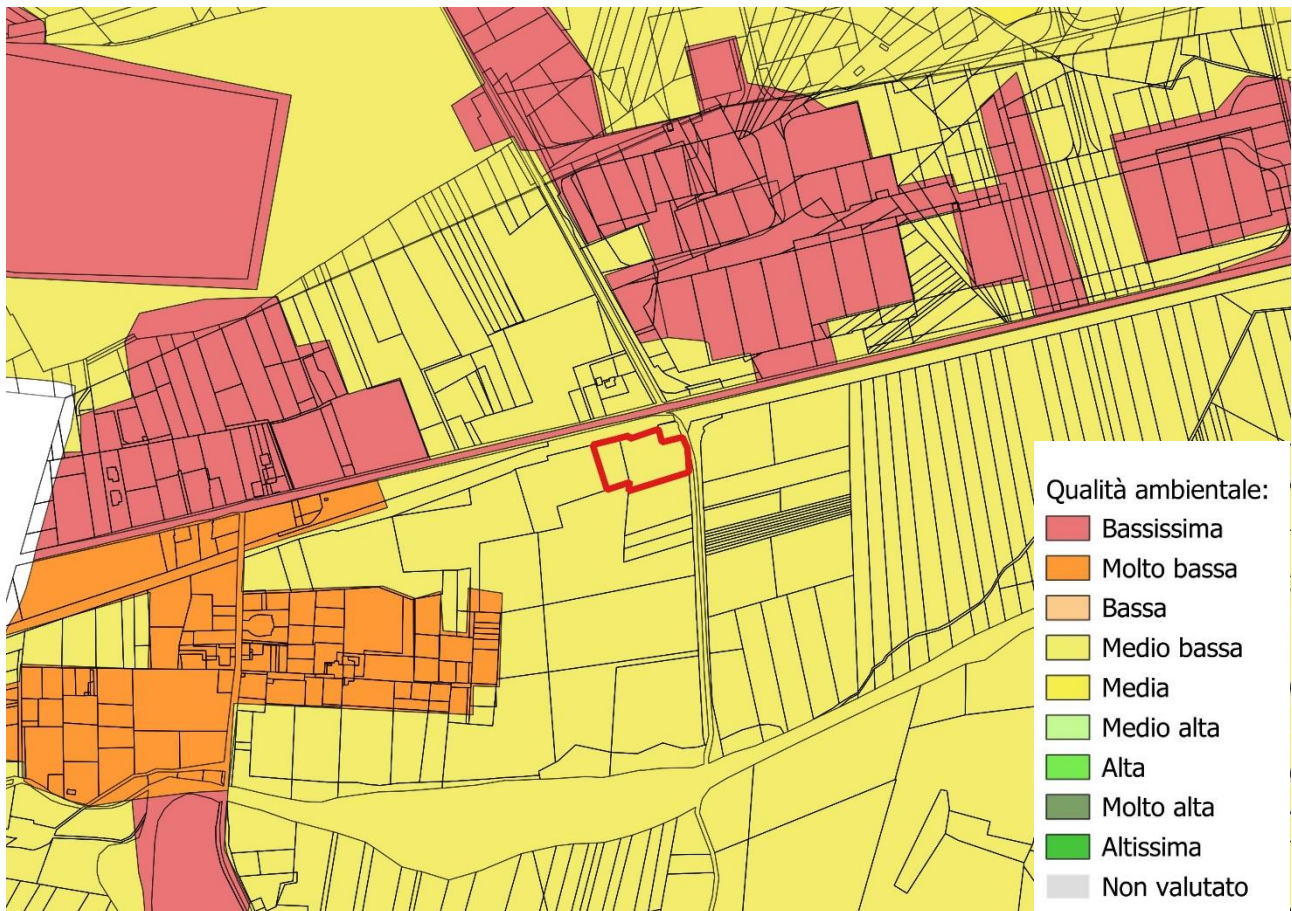 Qualità ambientale:
Bassissima
Molto bassa
Bassa
Medio bassa
Media
Medio alta
Alta
Molto alta
Altissima
Non valutato